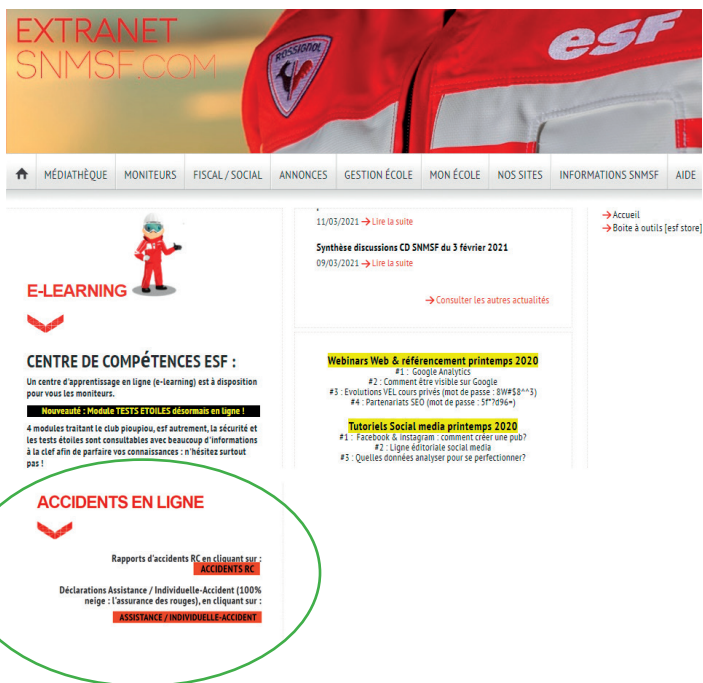 EXTRANET
SNMSF.COM
ROSSIGNOL
esf
MÉDIATHÈQUE MONITEURS FISCAL / SOCIAL ANNONCES GESTION ÉCOLE MON ÉCOLE NOS SITES INFORMATIONS SNMSF AIDE
E-LEARNING
CENTRE DE COMPéTENCES ESF :
Un centre d'apprentissage en ligne (e-learning) est à disposition
pour vous les moniteurs.
Nouveauté : Module TESTS ETOILES désormais en ligne !
4 modules traitant le club pioupiou, esf autrement, la sécurité et
les tests étoiles sont consultables avec beaucoup d'informations
à la clef afin de parfaire vos connaissances : n'hésitez surtout
pas !
11/03/2021 → Lire la suite
Synthèse discussions CD SNMSF du 3 février 2021
09/03/2021 → Lire la suite
→ Consulter les autres actualités
Webinars Web & référencement printemps 2020
#1 : Google Analytics
#2 : Comment être visible sur Google
#3 : Evolutions VEL cours privés (mot de passe : 8W#$8^^3)
#4 : Partenariats SEO (mot de passe : 5f*?d96=)
Tutoriels Social media printemps 2020
#1 : Facebook & instagram : comment créer une pub?
#2 : Ligne éditoriale social media
#3 : Quelles données analyser pour se perfectionner?
→ Accueil
→ Boite à outils [esf store]
ACCIDENTS EN LIGNE
Rapports d'accidents RC en cliquant sur :
ACCIDENTS RC
Déclarations Assistance / Individuelle-Accident (100%
neige : l'assurance des rouges), en cliquant sur :
ASSISTANCE / INDIVIDUELLE-ACCIDENT